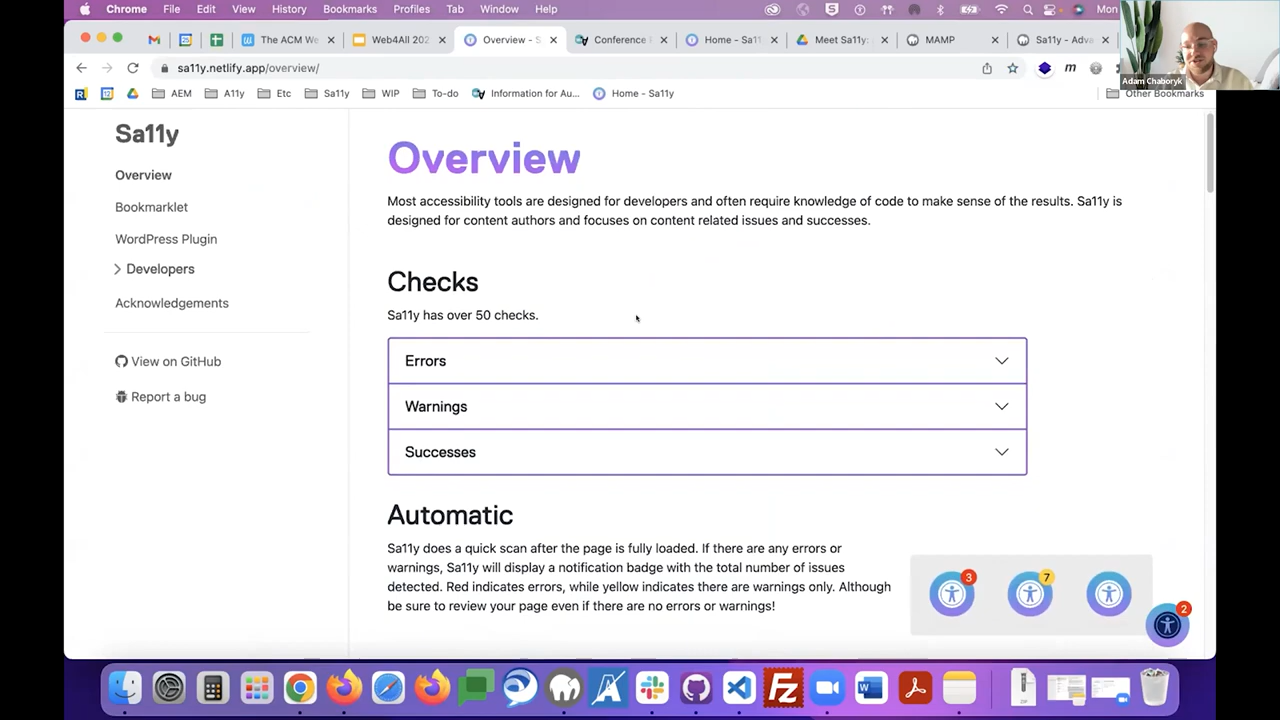 Chrome File Edit View History Bookmarks Profiles Tab Window Help Mon
The ACM We Web4All 202 Overview - S Conference F Home - Sa11 Meet Sa11y: MAMP Sa11y - Adva
sa11y.netlify.app/overview/
AEM A11y Etc Sa11y WIP To-do Information for Au... Home - Sa11y Other Bookmarks
Adam Chaboryk
Sa11y
Overview
Bookmarklet
WordPress Plugin
Developers
Acknowledgements
View on GitHub
Report a bug
Overview
Most accessibility tools are designed for developers and often require knowledge of code to make sense of the results. Sa11y is
designed for content authors and focuses on content related issues and successes.
Checks
Sa11y has over 50 checks.
Errors
Warnings
Successes
Automatic
Sa11y does a quick scan after the page is fully loaded. If there are any errors or
warnings, Sa11y will display a notification badge with the total number of issues
detected. Red indicates errors, while yellow indicates there are warnings only. Although
be sure to review your page even if there are no errors or warnings!
3 7
2